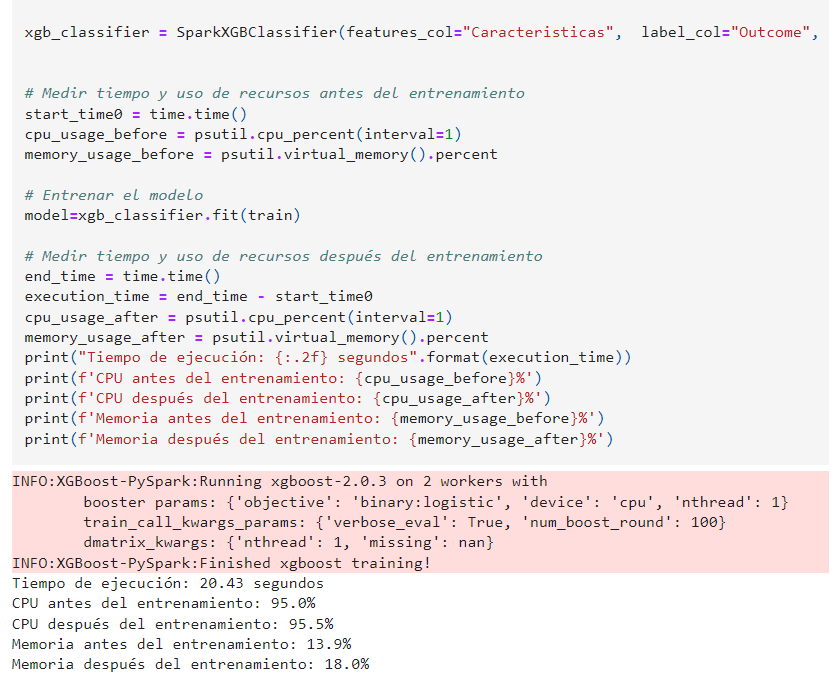 xgb_classifier = SparkXGBClassifier(features_col="Caracteristicas",  label_col="Outcome",
# Medir tiempo y uso de recursos antes del entrenamiento
start_time0 = time.time()
cpu_usage_before = psutil.cpu_percent(interval=1)
memory_usage_before = psutil.virtual_memory().percent
# Entrenar el modelo
model=xgb_classifier.fit(train)
# Medir tiempo y uso de recursos después del entrenamiento
end_time = time.time()
execution_time = end_time - start_time0
cpu_usage_after = psutil.cpu_percent(interval=1)
memory_usage_after = psutil.virtual_memory().percent
print("Tiempo de ejecución: {:.2f} segundos".format(execution_time))
print(f'CPU antes del entrenamiento: {cpu_usage_before}%')
print(f'CPU después del entrenamiento: {cpu_usage_after}%')
print(f'Memoria antes del entrenamiento: {memory_usage_before}%')
print(f'Memoria después del entrenamiento: {memory_usage_after}%')
INFO:XGBoost-PySpark:Running xgboost-2.0.3 on 2 workers with
booster params: {'objective': 'binary:logistic', 'device': 'cpu', 'nthread': 1}
train_call_kwargs_params: {'verbose_eval': True, 'num_boost_round': 100}
dmatrix_kwargs: {'nthread': 1, 'missing': nan}
INFO:XGBoost-PySpark:Finished xgboost training!
Tiempo de ejecución: 20.43 segundos
CPU antes del entrenamiento: 95.0%
CPU después del entrenamiento: 95.5%
Memoria antes del entrenamiento: 13.9%
Memoria después del entrenamiento: 18.0%